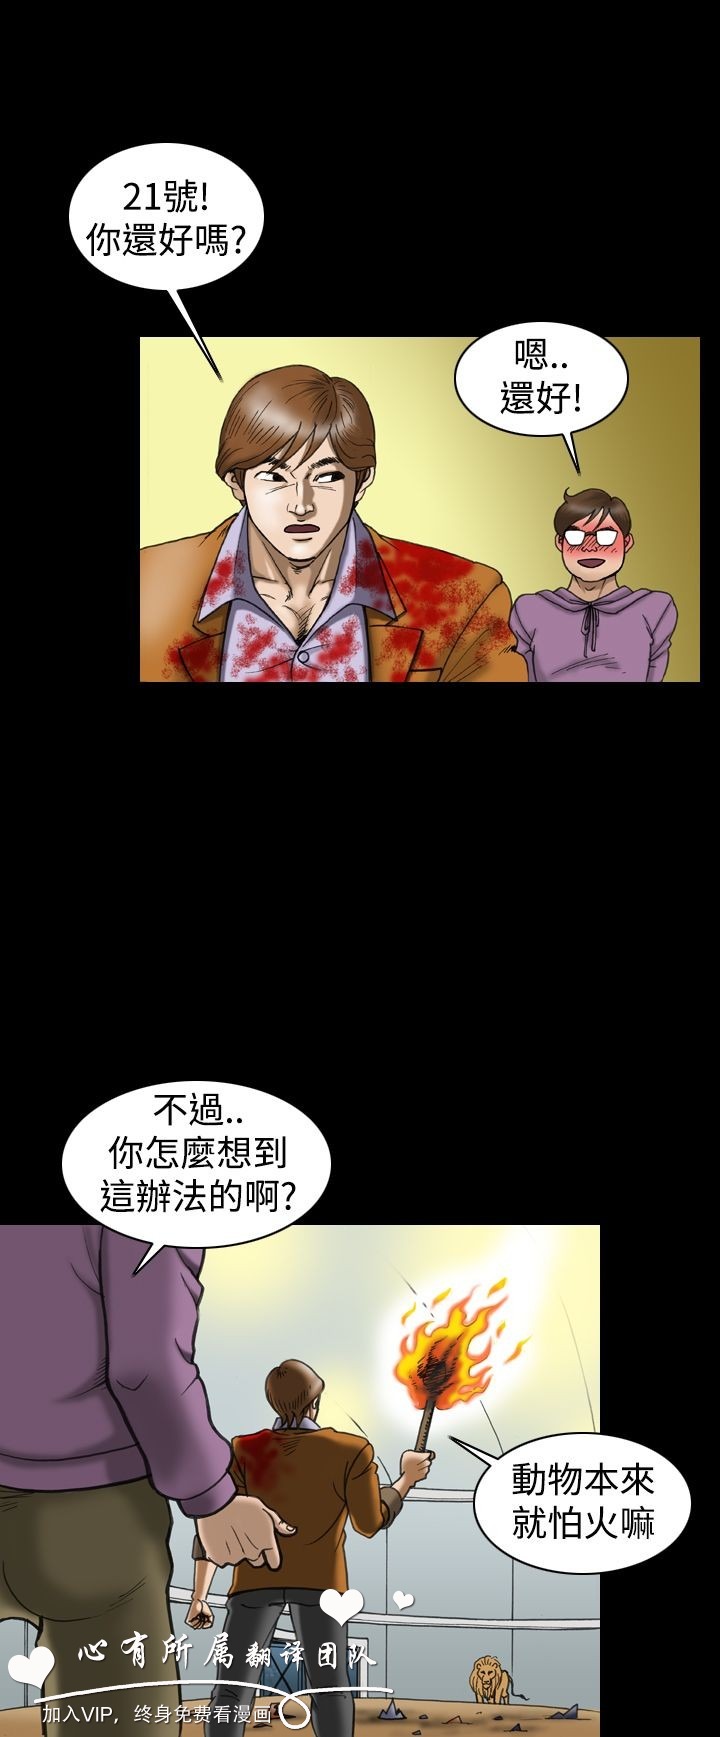 21號!
你還好嗎?
嗯..
還好!
不過..
你怎麼想到
這辦法的啊?
動物本來
就怕火嘛
心有所属翻译团队
加入VIP，终身免费看漫画